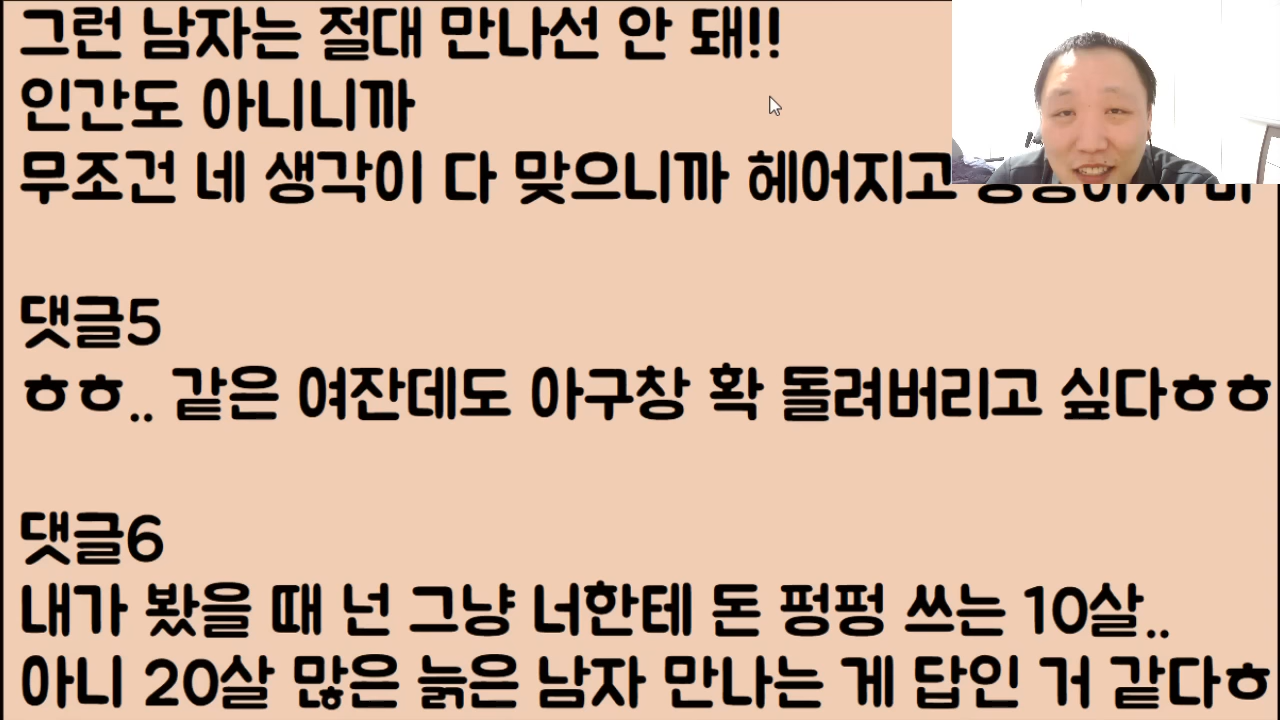 그런 남자는 절대 만나선 안 돼!!
인간도 아니니까
무조건 네 생각이 다 맞으니까 헤어지고
댓글5
ㅎㅎ.. 같은 여잔데도 아구창 확 돌려버리고 싶다ㅎㅎ
댓글6
내가 봤을 때 넌 그냥 너한테 돈 펑펑 쓰는 10살..
아니 20살 많은 늙은 남자 만나는 게 답인 거 같다ㅎ